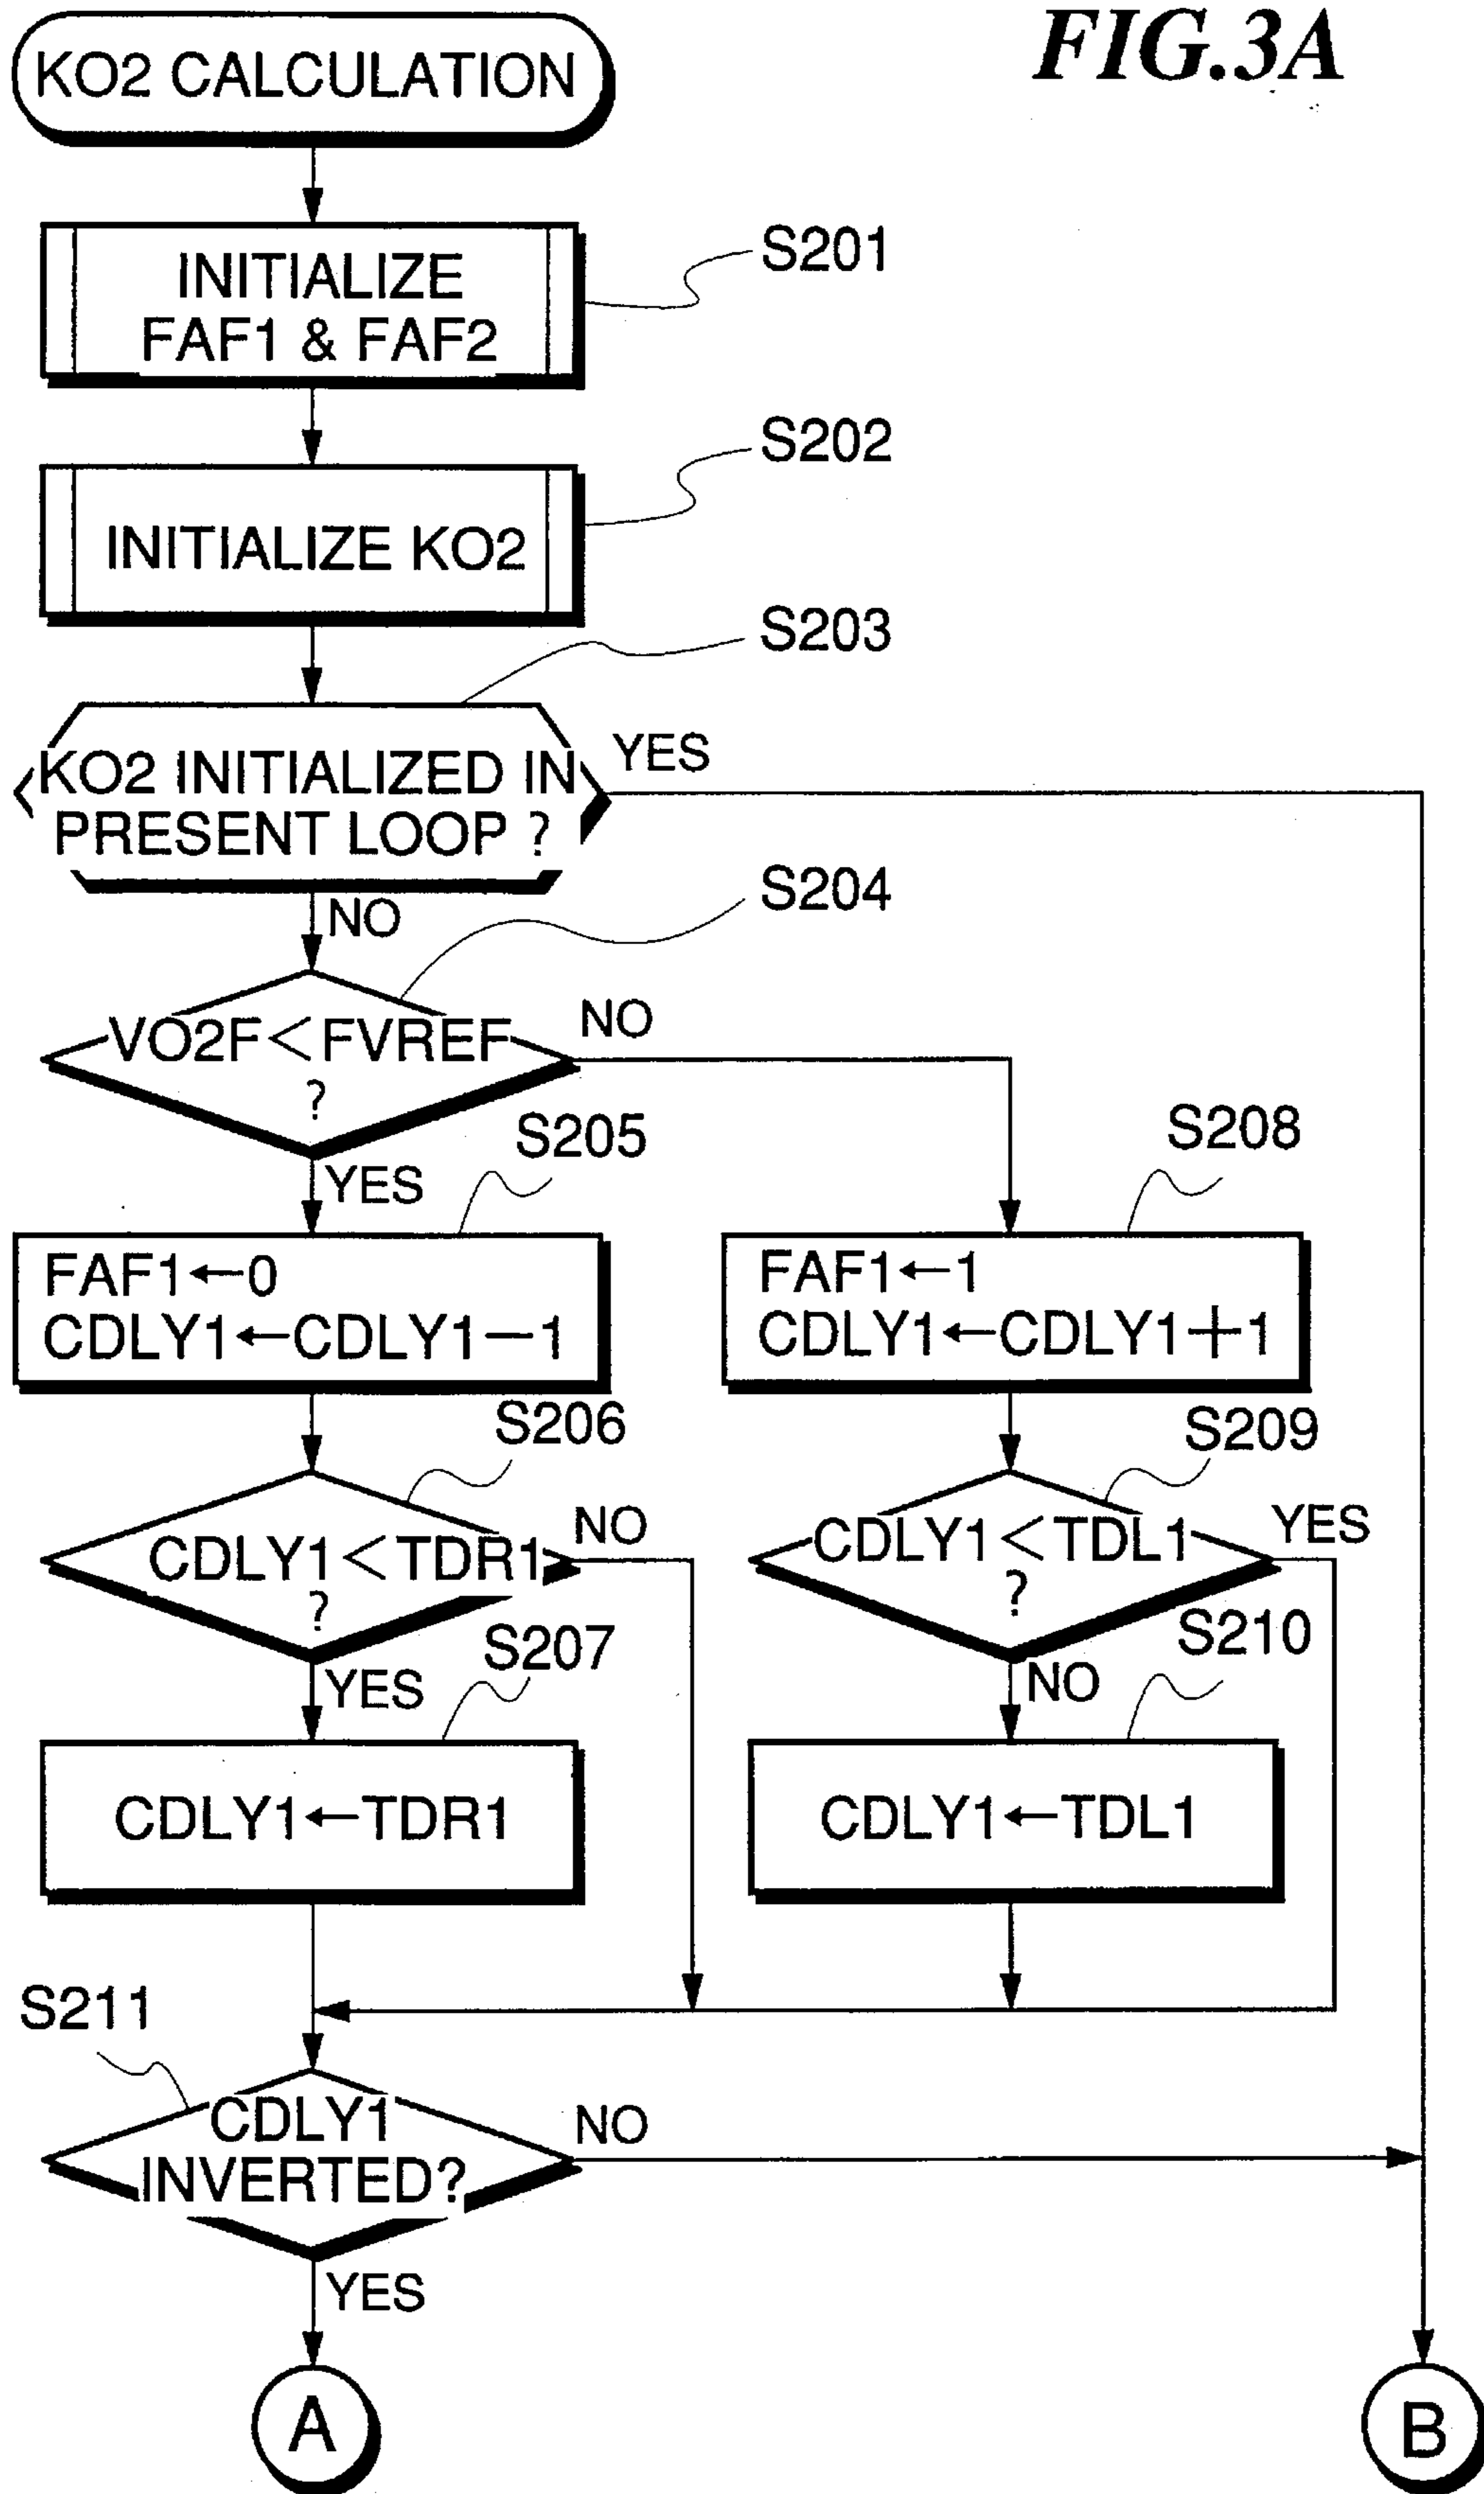 FIG.3A
KO2 CALCULATION
S201
INITIALIZE
FAF1 & FAF2
S202
INITIALIZE KO2
S203
KO2 INITIALIZED IN
PRESENT LOOP ?
YES
NO
S204
VO2F<FVREF
?
NO
YES
S205
FAF1←0
CDLY1←CDLY1−1
S208
FAF1←1
CDLY1←CDLY1+1
S206
CDLY1<TDR1
?
NO
YES
S209
CDLY1<TDL1
?
YES
NO
S207
CDLY1←TDR1
S210
CDLY1←TDL1
S211
CDLY1
INVERTED?
NO
YES
A
B